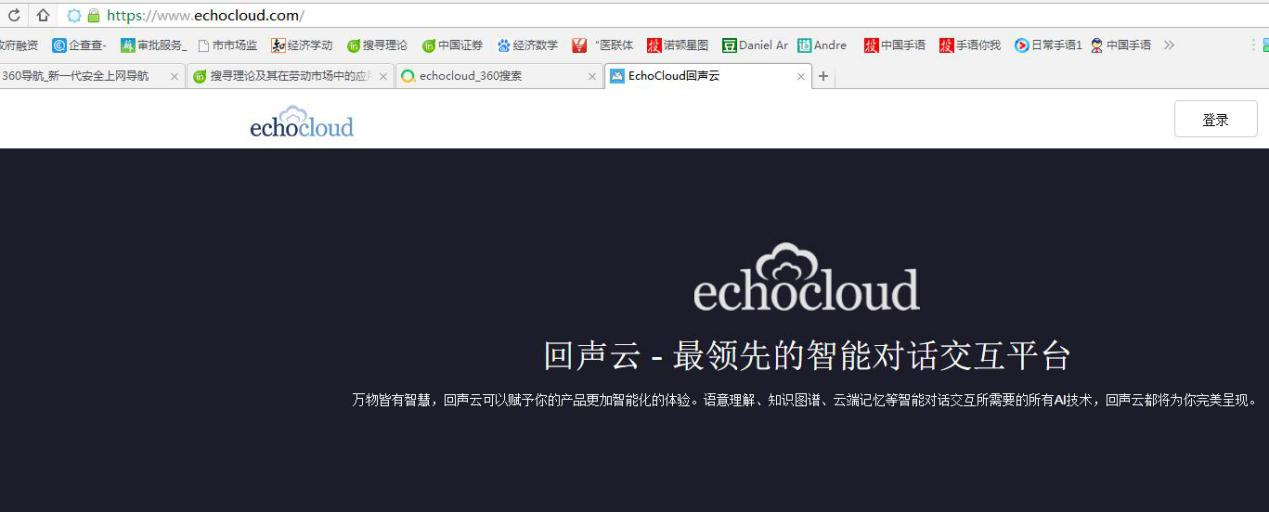 https://www.echocloud.com/
政府融资 企查查- 审批服务_ 市市场监 经济学动 搜寻理论 中国证券 经济数学 "医联体 诺顿星图 Daniel Ar Andre 中国手语 手语你我 日常手语1 中国手语
360导航_新一代安全上网导航 搜寻理论及其在劳动市场中的应用 echocloud_360搜索 EchoCloud回声云
echocloud
登录
echocloud
回声云 - 最领先的智能对话交互平台
万物皆有智慧，回声云可以赋予你的产品更加智能化的体验。语意理解、知识图谱、云端记忆等智能对话交互所需要的所有AI技术，回声云都将为你完美呈现。